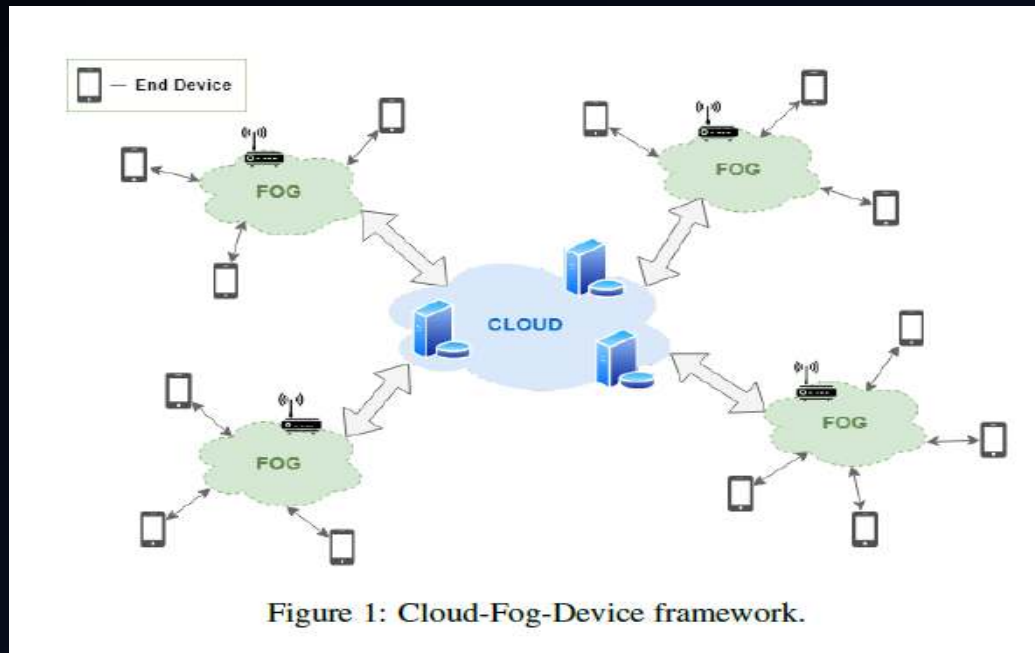 — End Device
FOG
FOG
CLOUD
FOG
FOG
Figure 1: Cloud-Fog-Device framework.